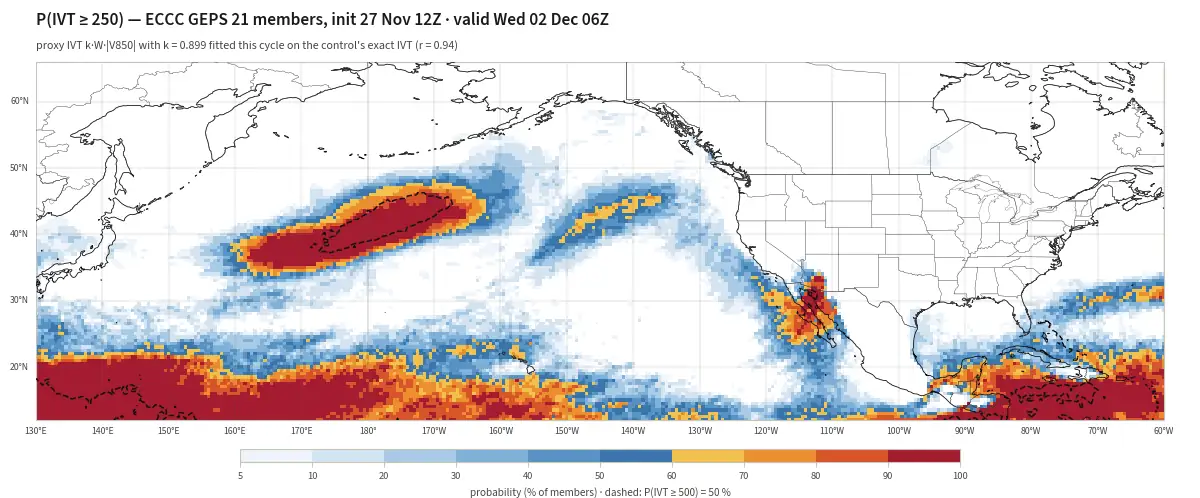 P(IVT ≥ 250) — ECCC GEPS 21 members, init 27 Nov 12Z · valid Wed 02 Dec 06Z
proxy IVT k·W·|V850| with k = 0.899 fitted this cycle on the control's exact IVT (r = 0.94)
60°N
50°N
40°N
30°N
20°N
130°E 140°E 150°E 160°E 170°E 180° 170°W 160°W 150°W 140°W 130°W 120°W 110°W 100°W 90°W 80°W 70°W 60°W
5 10 20 30 40 50 60 70 80 90 100
probability (% of members) · dashed: P(IVT ≥ 500) = 50 %